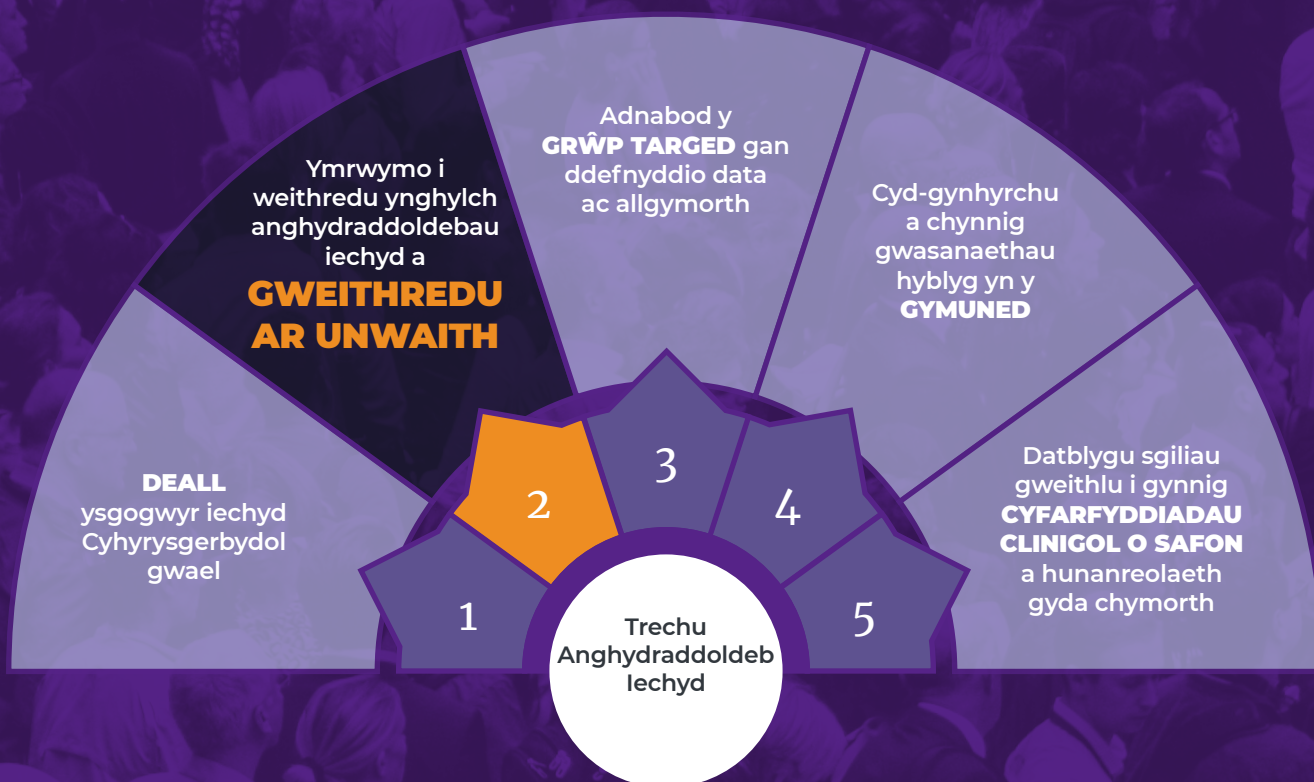 DEALL
ysgogwyr iechyd
Cyhyrysgerbydol
gwael
1
Ymrwymo i
weithredu ynghylch
anghydraddoldebau
iechyd a
GWEITHREDU
AR UNWAITH
2
Adnabod y
GRŴP TARGED gan
ddefnyddio data
ac allgymorth
3
Cyd-gynhyrchu
a chynnig
gwasanaethau
hyblyg yn y
GYMUNED
4
Datblygu sgiliau
gweithlu i gynnig
CYFARFYDDIADAU
CLINIGOL O SAFON
a hunanreolaeth
gyda chymorth
5
Trechu
Anghydraddoldeb
Iechyd